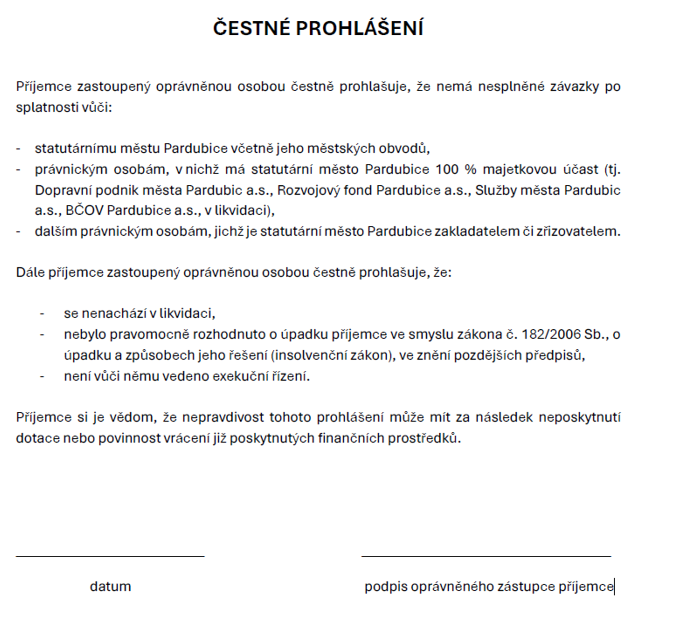 ČESTNÉ PROHLÁŠENÍ
Příjemce zastoupený oprávněnou osobou čestně prohlašuje, že nemá nesplněné závazky po
splatnosti vůči:
- statutárnímu městu Pardubice včetně jeho městských obvodů,
- právnickým osobám, v nichž má statutární město Pardubice 100 % majetkovou účast (tj.
Dopravní podnik města Pardubic a.s., Rozvojový fond Pardubice a.s., Služby města Pardubic
a.s., BČOV Pardubice a.s., v likvidaci),
- dalším právnickým osobám, jichž je statutární město Pardubice zakladatelem či zřizovatelem.
Dále příjemce zastoupený oprávněnou osobou čestně prohlašuje, že:
- se nenachází v likvidaci,
- nebylo pravomocně rozhodnuto o úpadku příjemce ve smyslu zákona č. 182/2006 Sb., o
úpadku a způsobech jeho řešení (insolvenční zákon), ve znění pozdějších předpisů,
- není vůči němu vedeno exekuční řízení.
Příjemce si je vědom, že nepravdivost tohoto prohlášení může mít za následek neposkytnutí
dotace nebo povinnost vrácení již poskytnutých finančních prostředků.
datum podpis oprávněného zástupce příjemce